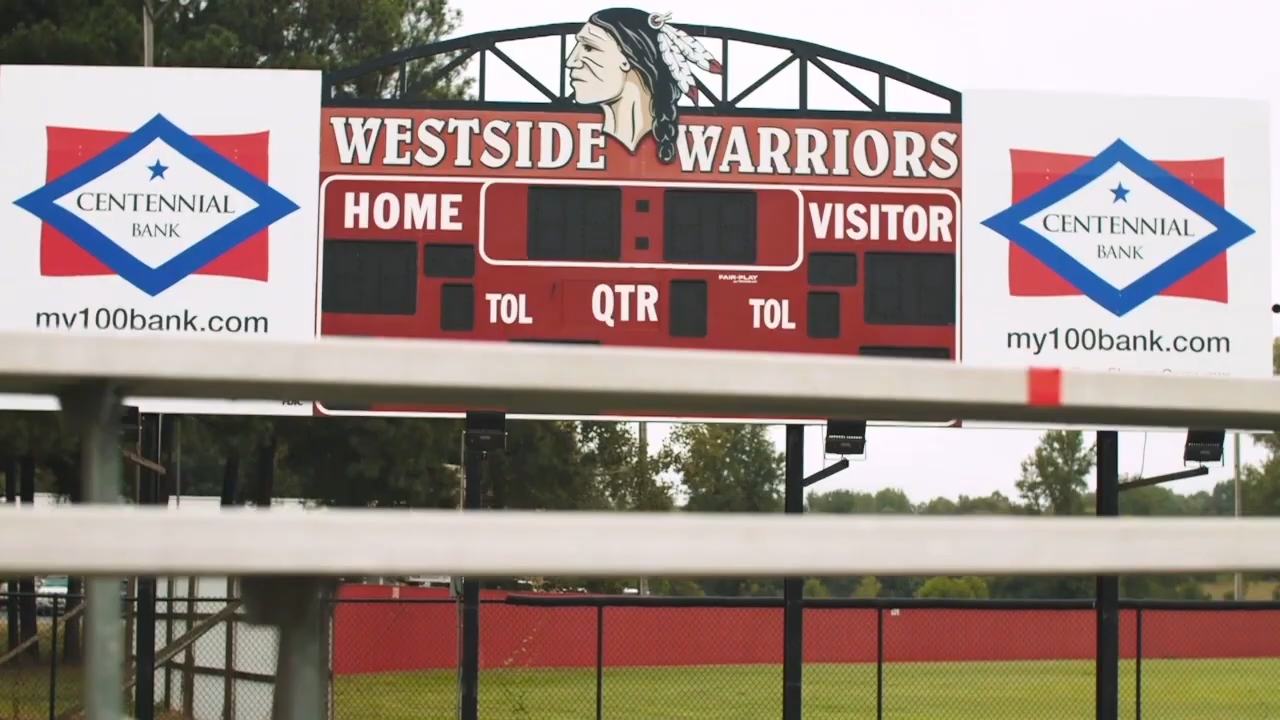 WESTSIDE WARRIORS
CENTENNIAL
BANK
my100bank.com
HOME
VISITOR
FAIR-PLAY
TOL
QTR
TOL
CENTENNIAL
BANK
my100bank.com